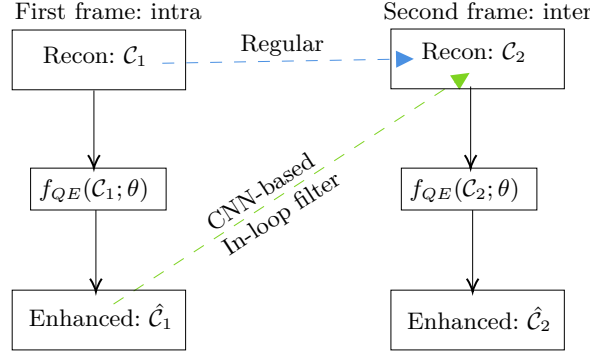 First frame: intra
Second frame: inter
Recon: 𝒞₁
Regular
Recon: 𝒞₂
f_QE(𝒞₁; θ)
CNN-based
In-loop filter
f_QE(𝒞₂; θ)
Enhanced: 𝒞̂₁
Enhanced: 𝒞̂₂